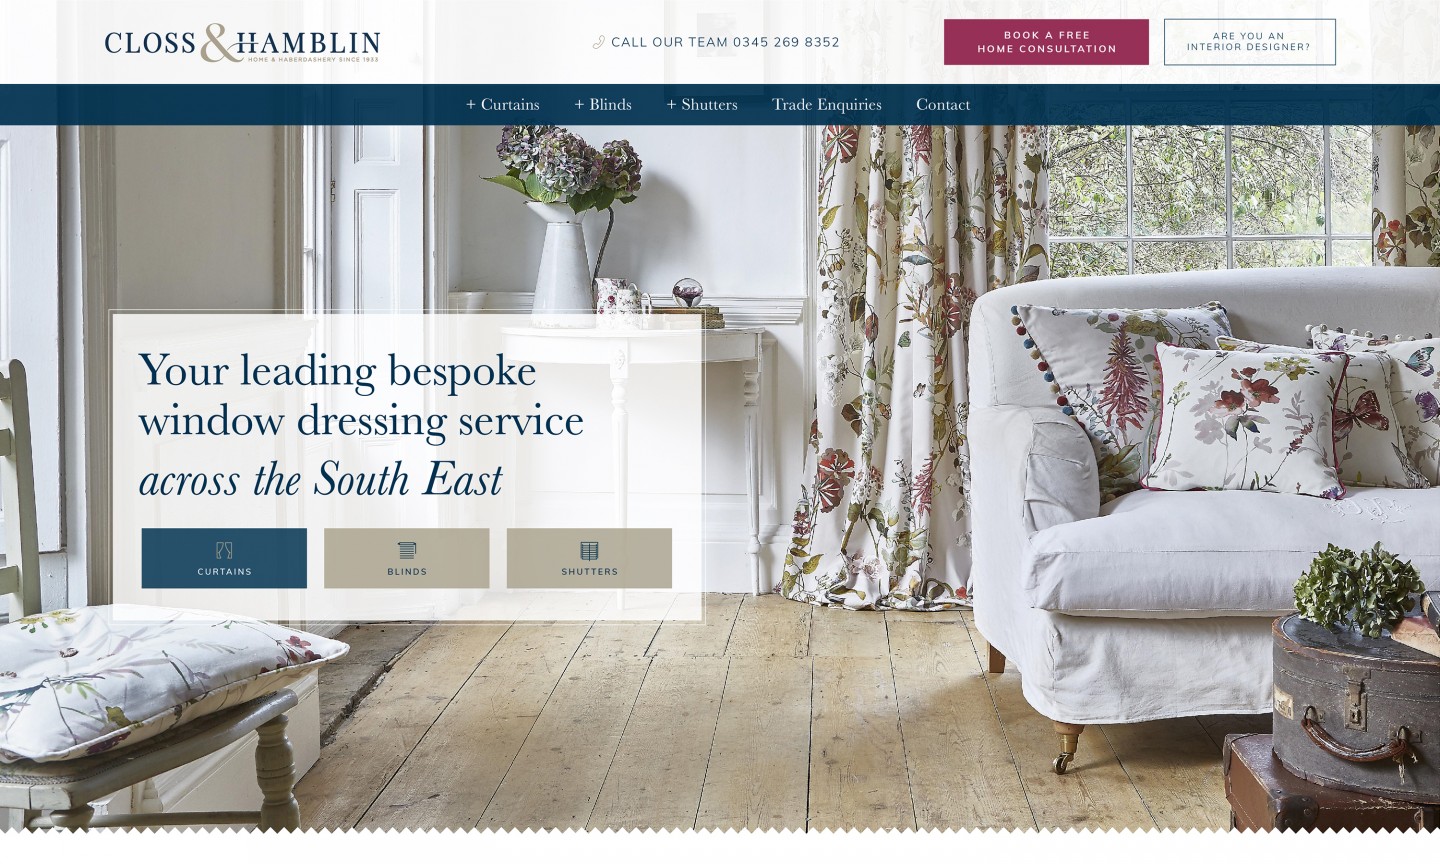 CLOSS & HAMBLIN
HOME & HABERDASHERY SINCE 1933
CALL OUR TEAM 0345 269 8352
BOOK A FREE
HOME CONSULTATION
ARE YOU AN
INTERIOR DESIGNER?
+ Curtains
+ Blinds
+ Shutters
Trade Enquiries
Contact
Your leading bespoke
window dressing service
across the South East
CURTAINS
BLINDS
SHUTTERS